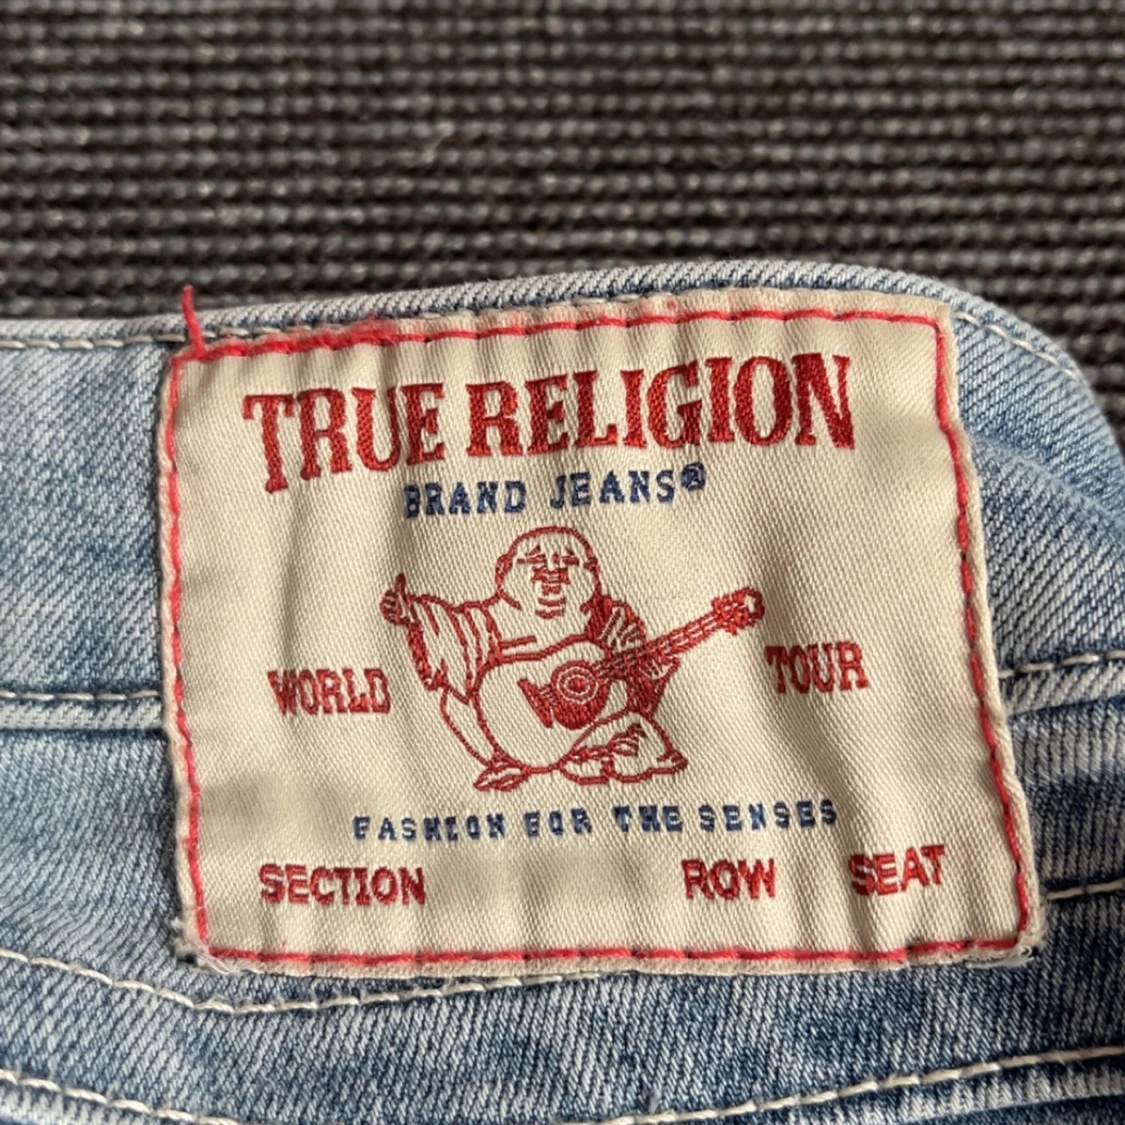 TRUE RELIGION
BRAND JEANS®
WORLD TOUR
FASHION FOR THE SENSES
SECTION ROW SEAT